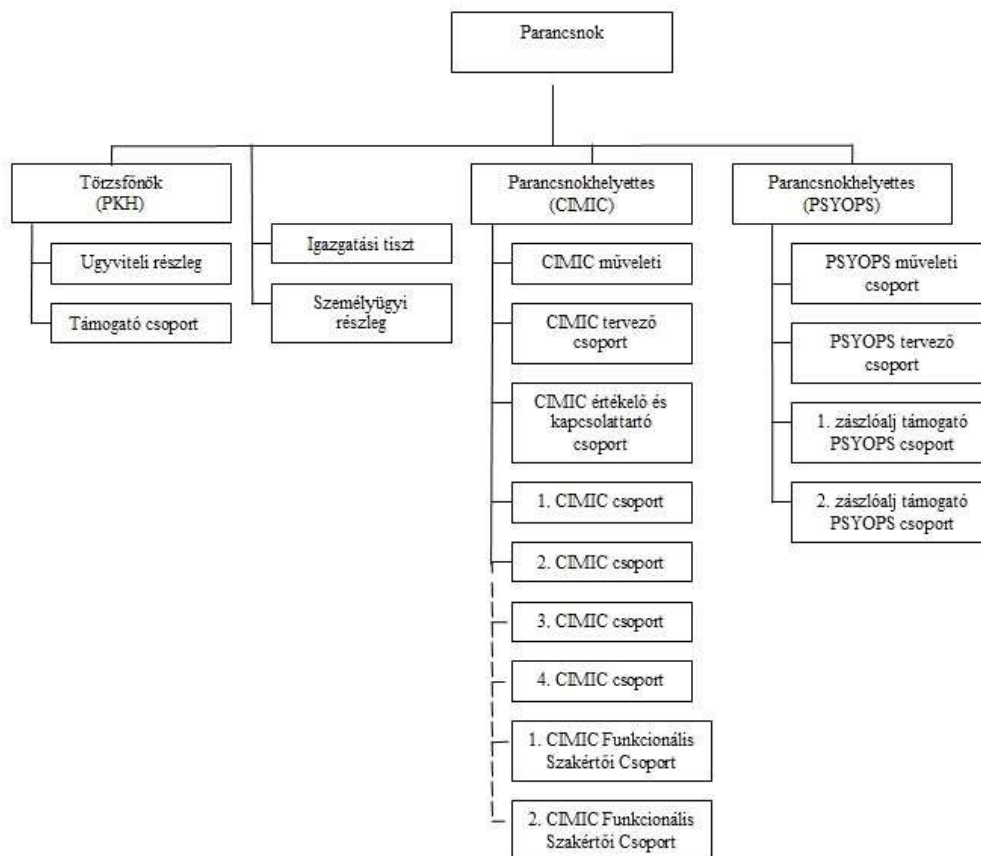 Parancsnok
Törzsfőnök
(PKH)
Ugyviteli részleg
Támogató csoport
Igazgatási tiszt
Személyügyi
részleg
Parancsnokhelyettes
(CIMIC)
CIMIC műveleti
CIMIC tervező
csoport
CIMIC értékelő és
kapcsolattartó
csoport
1. CIMIC csoport
2. CIMIC csoport
3. CIMIC csoport
4. CIMIC csoport
1. CIMIC Funkcionális
Szakértői Csoport
2. CIMIC Funkcionális
Szakértői Csoport
Parancsnokhelyettes
(PSYOPS)
PSYOPS műveleti
csoport
PSYOPS tervező
csoport
1. zászlóalj támogató
PSYOPS csoport
2. zászlóalj támogató
PSYOPS csoport